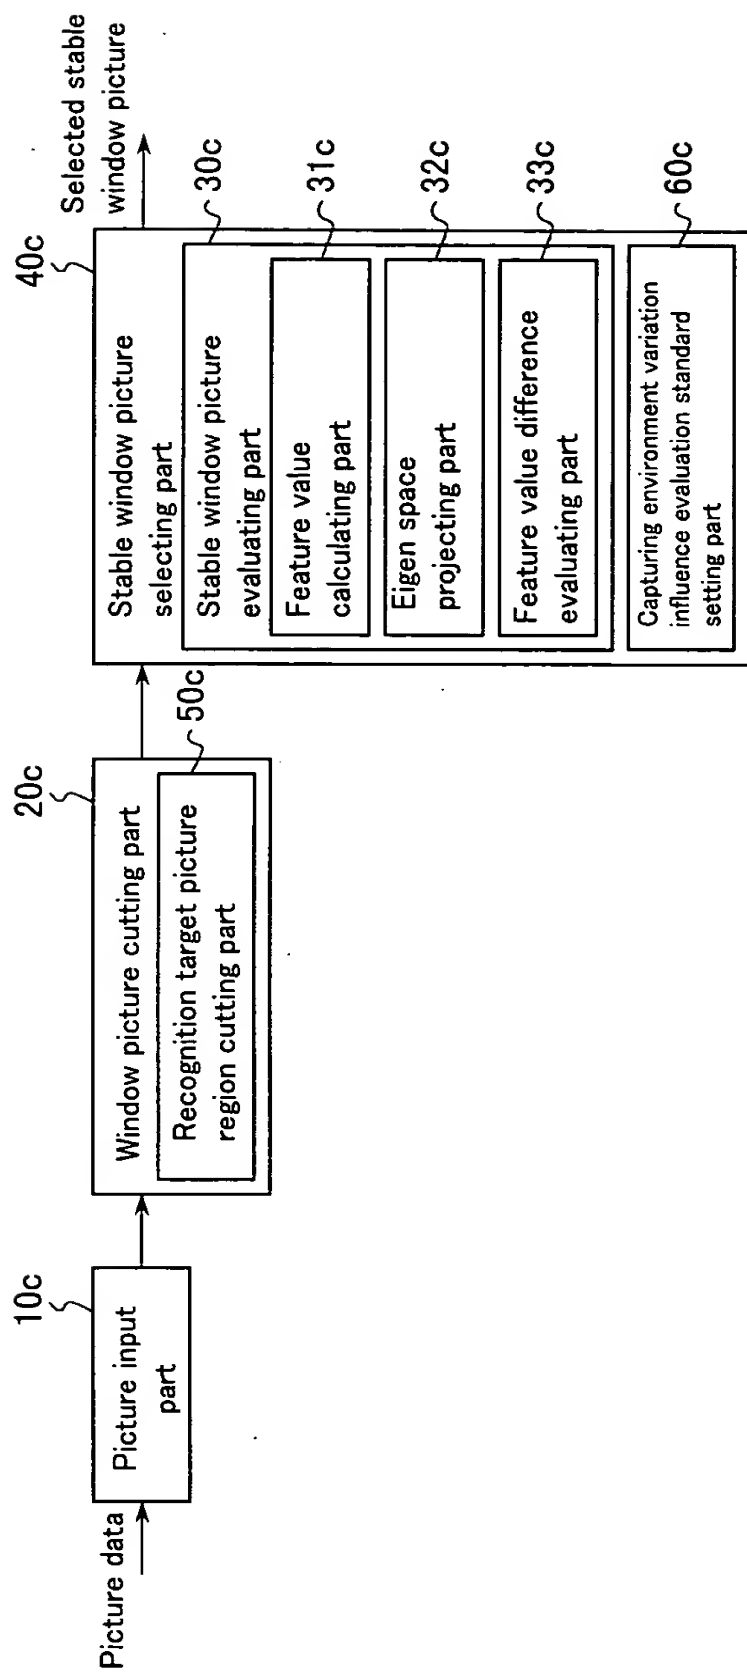 Picture data
10c
Picture input
part
20c
Window picture cutting part
50c
Recognition target picture
region cutting part
40c
Stable window picture
selecting part
30c
Stable window picture
evaluating part
31c
Feature value
calculating part
32c
Eigen space
projecting part
33c
Feature value difference
evaluating part
60c
Capturing environment variation
influence evaluation standard
setting part
Selected stable
window picture